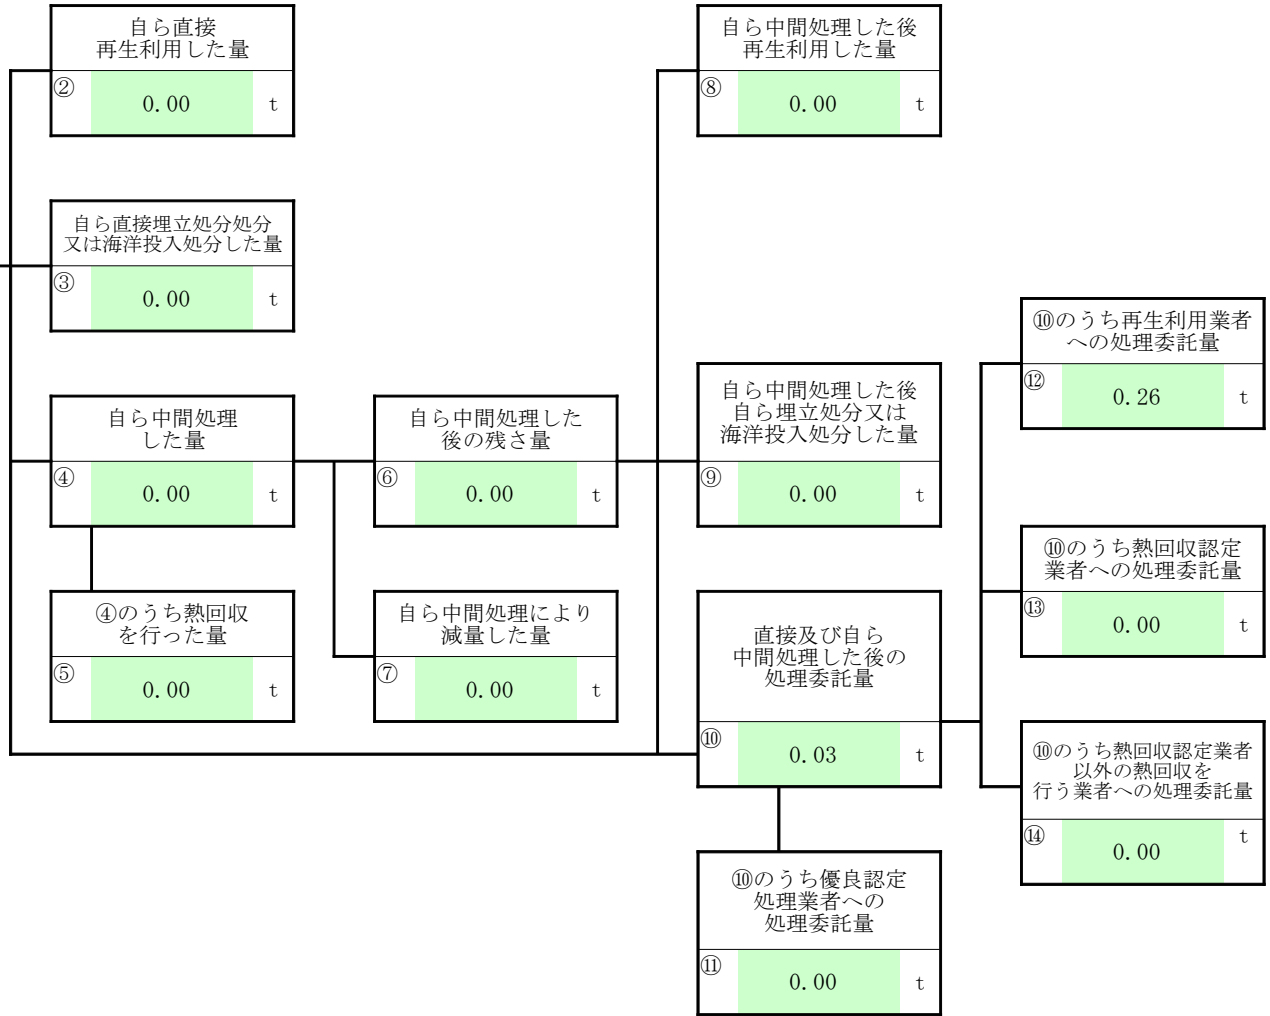 自ら直接
再生利用した量
②
0.00
t
自ら中間処理した後
再生利用した量
⑧
0.00
t
自ら直接埋立処分処分
又は海洋投入処分した量
③
0.00
t
⑩のうち再生利用業者
への処理委託量
⑫
0.26
t
自ら中間処理
した量
④
0.00
t
自ら中間処理した
後の残さ量
⑥
0.00
t
自ら中間処理した後
自ら埋立処分又は
海洋投入処分した量
⑨
0.00
t
⑩のうち熱回収認定
業者への処理委託量
⑬
0.00
t
④のうち熱回収
を行った量
⑤
0.00
t
自ら中間処理により
減量した量
⑦
0.00
t
直接及び自ら
中間処理した後の
処理委託量
⑩
0.03
t
⑩のうち熱回収認定業者
以外の熱回収を
行う業者への処理委託量
⑭
0.00
t
⑩のうち優良認定
処理業者への
処理委託量
⑪
0.00
t